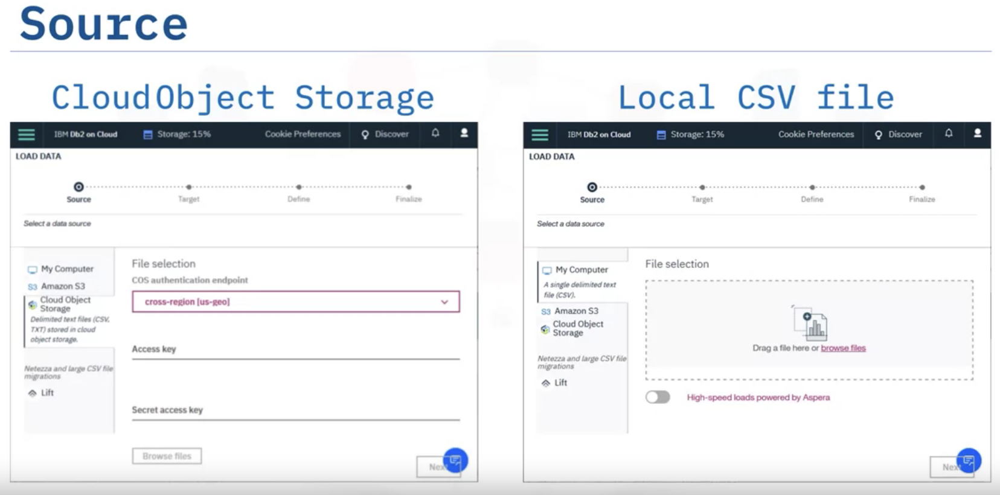 Source
Cloud Object Storage
IBM Db2 on Cloud Storage: 15% Cookie Preferences Discover
LOAD DATA
Source Target Define Finalize
Select a data source
My Computer
S3 Amazon S3
Cloud Object
Storage
Delimited text files (CSV,
TXT) stored in cloud
object storage.
Netezza and large CSV file
migrations
Lift
File selection
COS authentication endpoint
cross-region [us-geo]
Access key
Secret access key
Browse files
Next
Local CSV file
IBM Db2 on Cloud Storage: 15% Cookie Preferences Discover
LOAD DATA
Source Target Define Finalize
Select a data source
My Computer
A single delimited text
file (CSV).
S3 Amazon S3
Cloud Object
Storage
Netezza and large CSV file
migrations
Lift
File selection
Drag a file here or browse files
High-speed loads powered by Aspera
Next